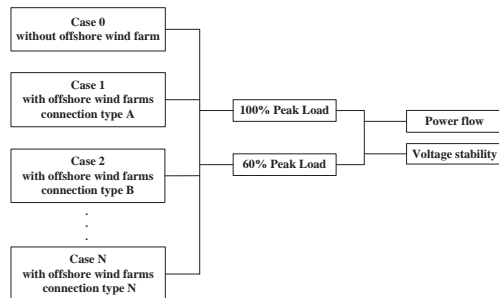 Case 0
without offshore wind farm
Case 1
with offshore wind farms
connection type A
Case 2
with offshore wind farms
connection type B
.
.
.
Case N
with offshore wind farms
connection type N
100% Peak Load
60% Peak Load
Power flow
Voltage stability